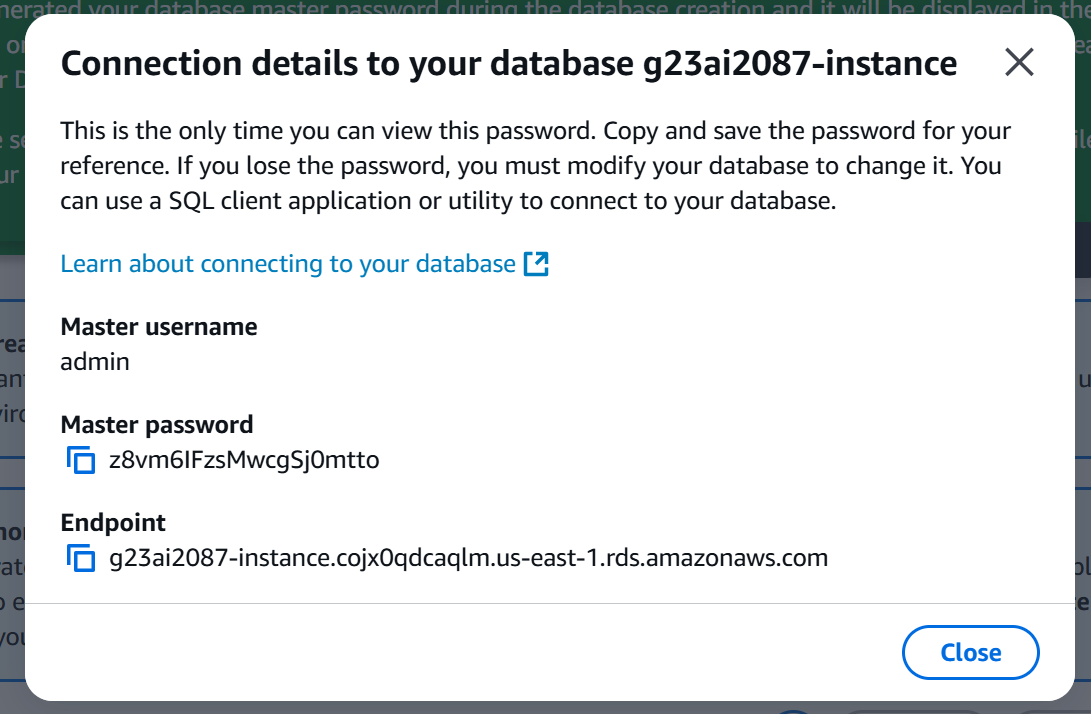 nerated your database master password during the database creation and it will be displayed in the
Connection details to your database g23ai2087-instance
This is the only time you can view this password. Copy and save the password for your
reference. If you lose the password, you must modify your database to change it. You
can use a SQL client application or utility to connect to your database.
Learn about connecting to your database
Master username
admin
Master password
z8vm6IFzsMwcgSj0mtto
Endpoint
g23ai2087-instance.cojx0qdcaqlm.us-east-1.rds.amazonaws.com
Close